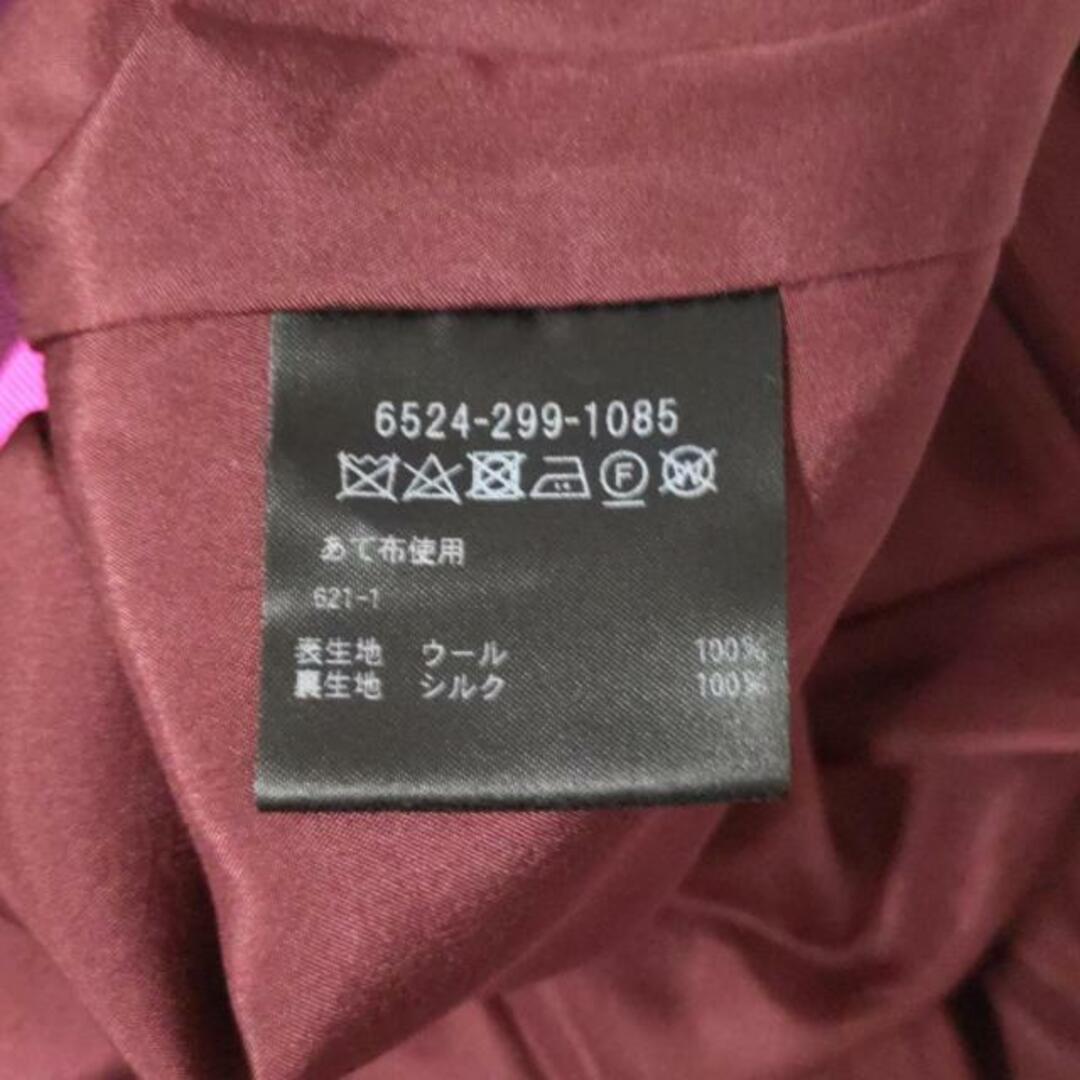 6524-299-1085
F W
あて布使用
621-1
表生地 ウール 100%
裏生地 シルク 100%